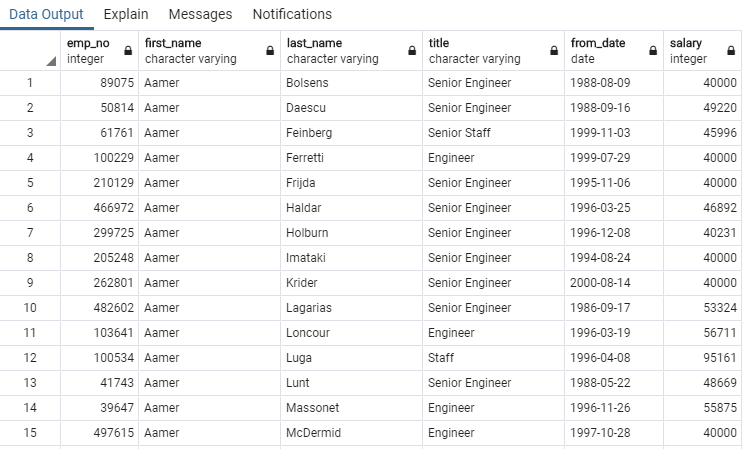 Data Output Explain Messages Notifications
emp_no first_name last_name title from_date salary
integer character varying character varying character varying date integer
1 89075 Aamer Bolsens Senior Engineer 1988-08-09 40000
2 50814 Aamer Daescu Senior Engineer 1988-09-16 49220
3 61761 Aamer Feinberg Senior Staff 1999-11-03 45996
4 100229 Aamer Ferretti Engineer 1999-07-29 40000
5 210129 Aamer Frijda Senior Engineer 1995-11-06 40000
6 466972 Aamer Haldar Senior Engineer 1996-03-25 46892
7 299725 Aamer Holburn Senior Engineer 1996-12-08 40231
8 205248 Aamer Imataki Senior Engineer 1994-08-24 40000
9 262801 Aamer Krider Senior Engineer 2000-08-14 40000
10 482602 Aamer Lagarias Senior Engineer 1986-09-17 53324
11 103641 Aamer Loncour Engineer 1996-03-19 56711
12 100534 Aamer Luga Staff 1996-04-08 95161
13 41743 Aamer Lunt Senior Engineer 1988-05-22 48669
14 39647 Aamer Massonet Engineer 1996-11-26 55875
15 497615 Aamer McDermid Engineer 1997-10-28 40000